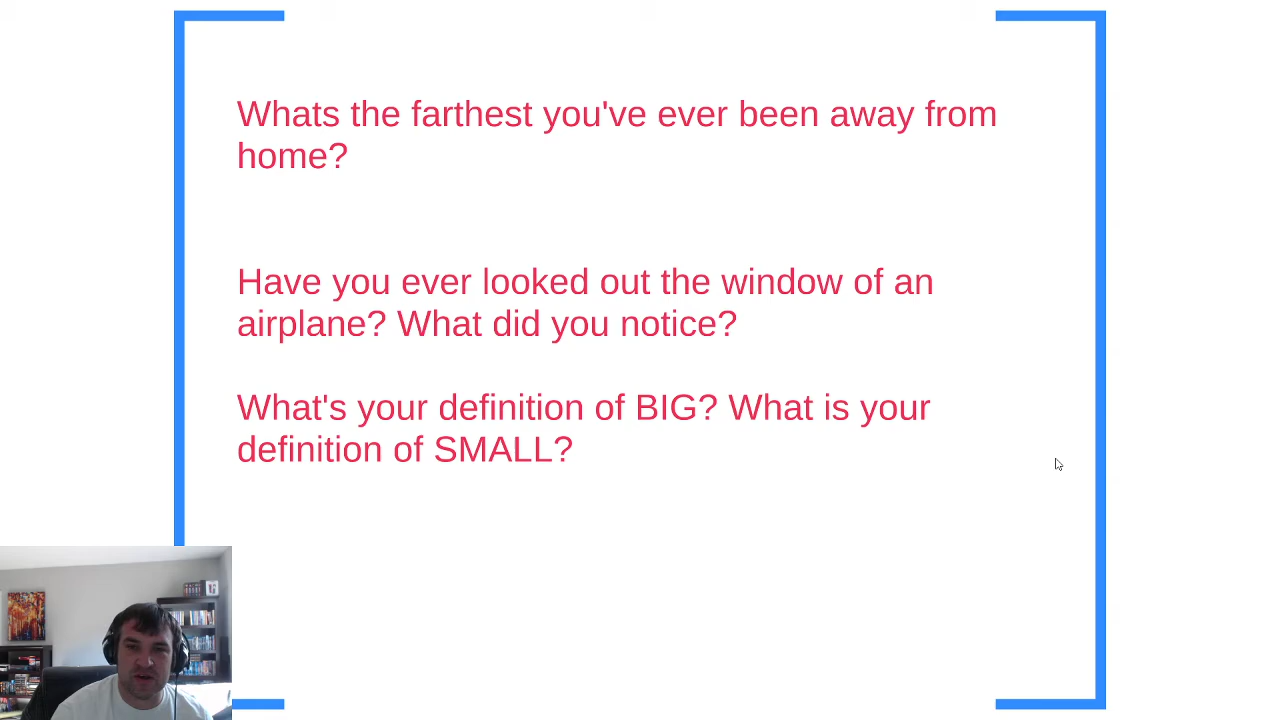 Whats the farthest you've ever been away from
home?
Have you ever looked out the window of an
airplane? What did you notice?
What's your definition of BIG? What is your
definition of SMALL?